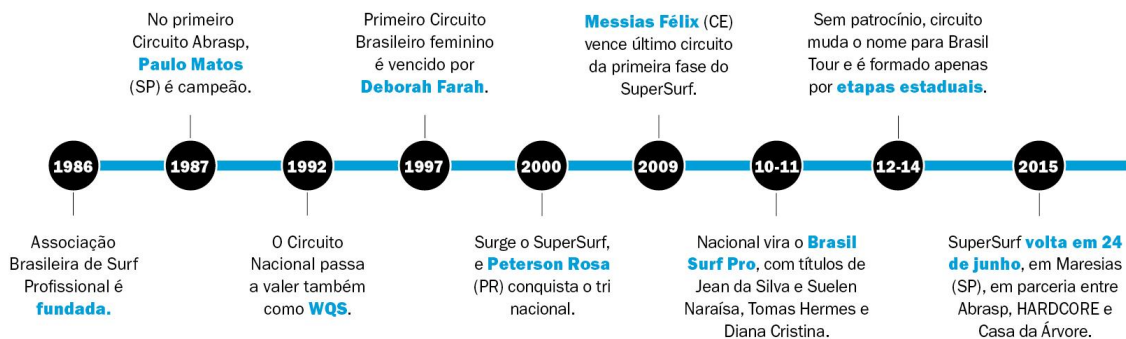 No primeiro
Circuito Abrasp,
Paulo Matos
(SP) é campeão.
Primeiro Circuito
Brasileiro feminino
é vencido por
Deborah Farah.
Messias Félix (CE)
vence último circuito
da primeira fase do
SuperSurf.
Sem patrocínio, circuito
muda o nome para Brasil
Tour e é formado apenas
por etapas estaduais.
1986
1987
1992
1997
2000
2009
10-11
12-14
2015
Associação
Brasileira de Surf
Profissional é
fundada.
O Circuito
Nacional passa
a valer também
como WQS.
Surge o SuperSurf,
e Peterson Rosa
(PR) conquista o tri
nacional.
Nacional vira o Brasil
Surf Pro, com títulos de
Jean da Silva e Suelen
Naraísa, Tomas Hermes e
Diana Cristina.
SuperSurf volta em 24
de junho, em Maresias
(SP), em parceria entre
Abrasp, HARDCORE e
Casa da Árvore.